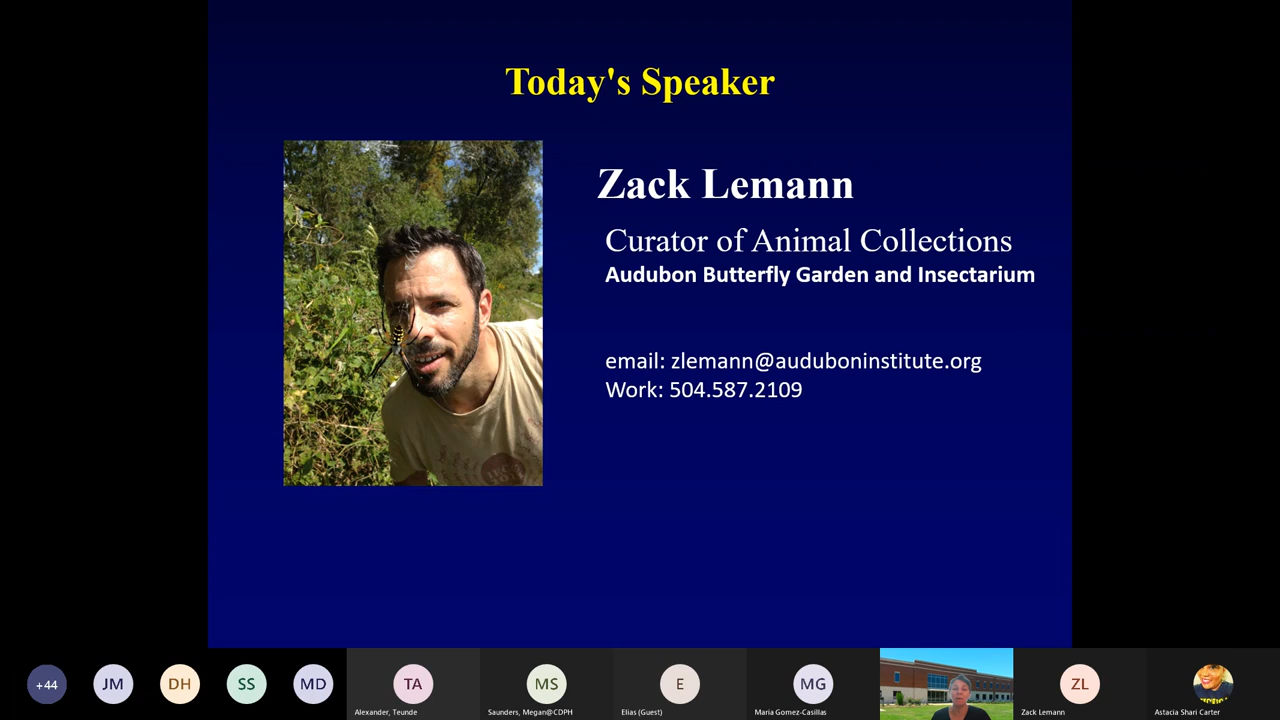 Today's Speaker
Zack Lemann
Curator of Animal Collections
Audubon Butterfly Garden and Insectarium
email: zlemann@auduboninstitute.org
Work: 504.587.2109
+44
JM
DH
SS
MD
TA
MS
E
MG
ZL
Alexander, Teunde
Saunders, Megan@CDPH
Elias (Guest)
Maria Gomez-Casillas
Zack Lemann
Astacia Shari Carter